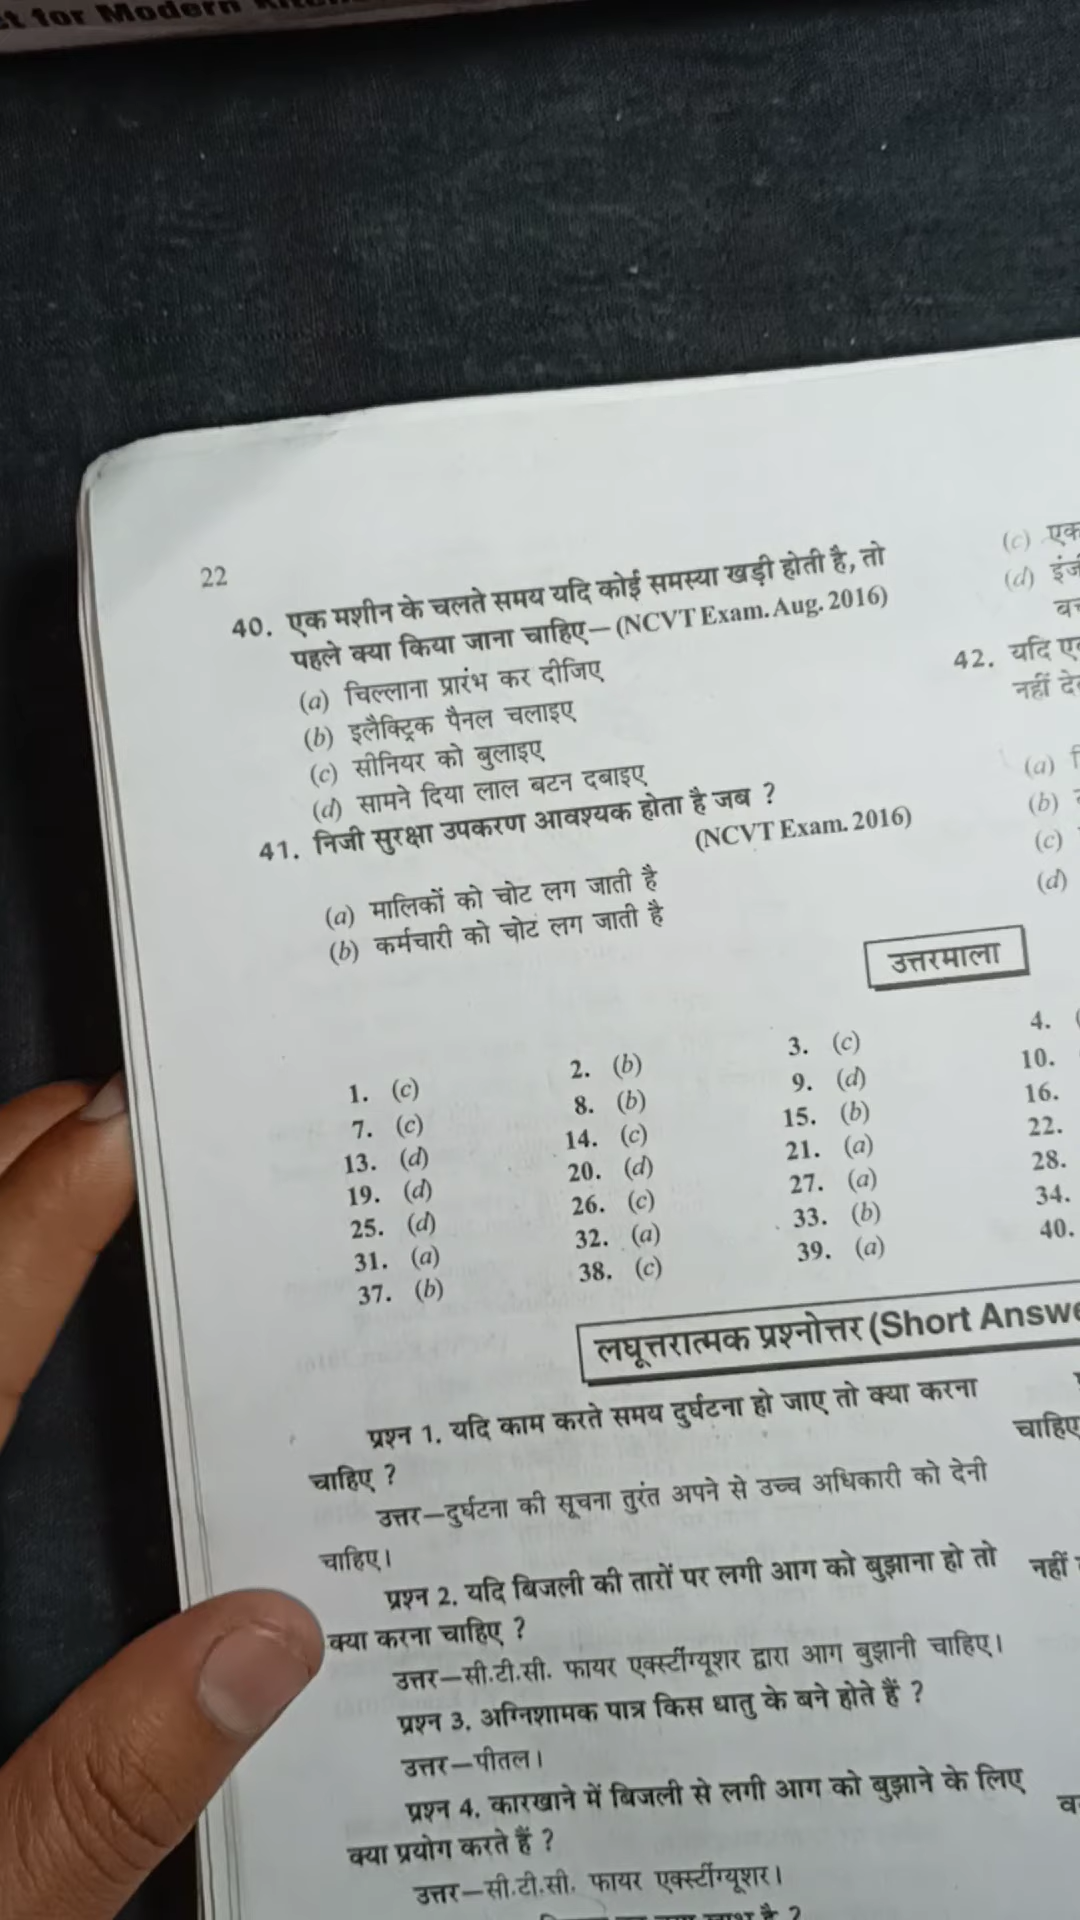 st for Modern
22
40. एक मशीन के चलते समय यदि कोई समस्या खड़ी होती है, तो
पहले क्या किया जाना चाहिए– (NCVT Exam. Aug. 2016)
(a) चिल्लाना प्रारंभ कर दीजिए
(b) इलैक्ट्रिक पैनल चलाइए
(c) सीनियर को बुलाइए
(d) सामने दिया लाल बटन दबाइए
41. निजी सुरक्षा उपकरण आवश्यक होता है जब ?
(NCVT Exam. 2016)
(a) मालिकों को चोट लग जाती है
(b) कर्मचारी को चोट लग जाती है
(c) एक
(d)
42. यदि
नहीं
(a)
(b)
(c)
(d)
उत्तरमाला
1. (c) 2. (b) 3. (c) 4.
7. (c) 8. (b) 9. (d) 10.
13. (d) 14. (c) 15. (b) 16.
19. (d) 20. (d) 21. (a) 22.
25. (d) 26. (c) 27. (a) 28.
31. (a) 32. (a) 33. (b) 34.
37. (b) 38. (c) 39. (a) 40.
लघूत्तरात्मक प्रश्नोत्तर (Short
प्रश्न 1. यदि काम करते समय दुर्घटना हो जाए तो क्या करना
चाहिए ?
उत्तर–दुर्घटना की सूचना तुरंत अपने से उच्च अधिकारी को देनी
चाहिए।
प्रश्न 2. यदि बिजली की तारों पर लगी आग को बुझाना हो तो
क्या करना चाहिए ?
उत्तर–सी.टी.सी. फायर एक्स्टींग्यूशर द्वारा आग बुझानी चाहिए।
प्रश्न 3. अग्निशामक पात्र किस धातु के बने होते हैं ?
उत्तर–पीतल।
प्रश्न 4. कारखाने में बिजली से लगी आग को बुझाने के लिए
क्या प्रयोग करते हैं ?
उत्तर–सी.टी.सी. फायर एक्स्टींग्यूशर।
चाहिए
नहीं